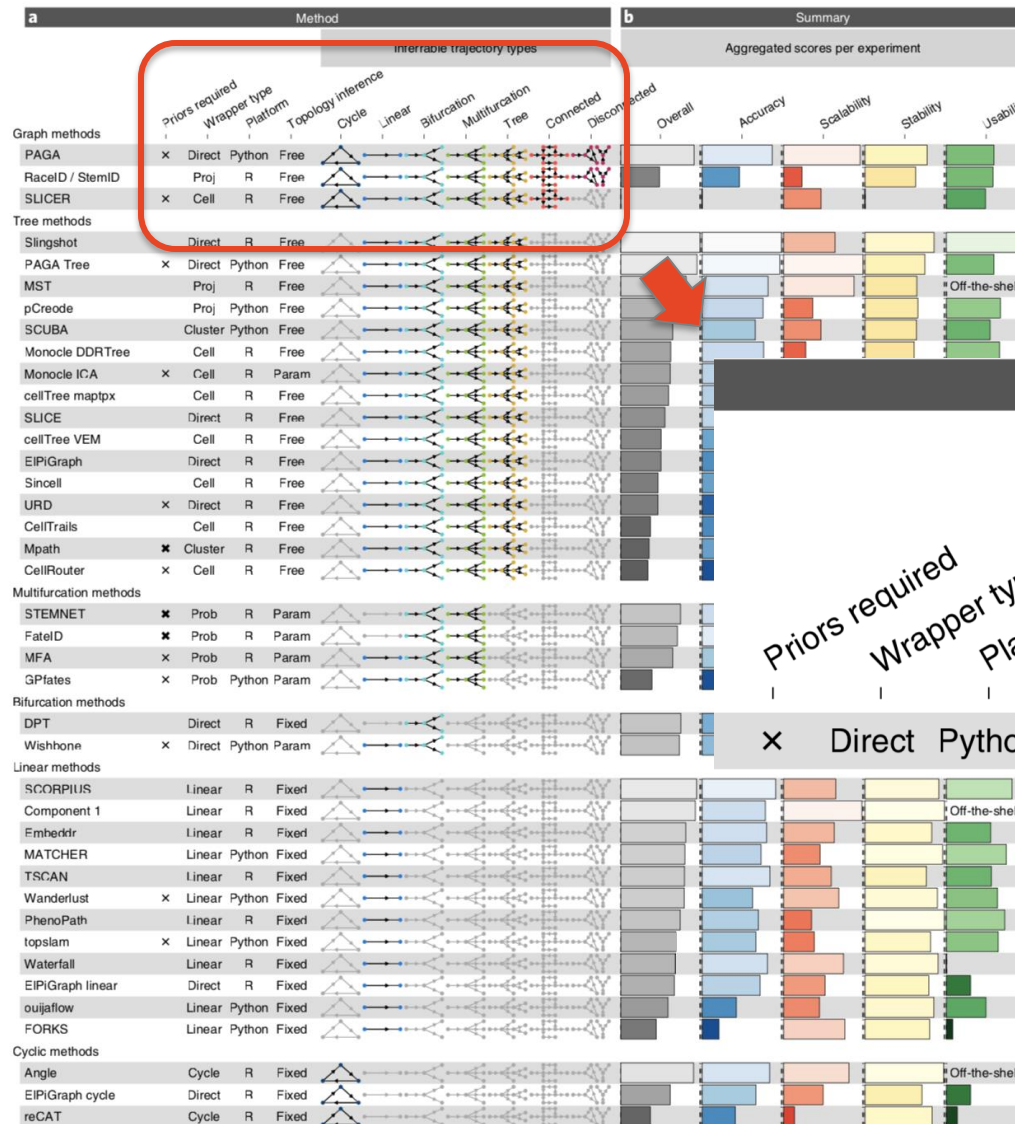 a Method
Inferrable trajectory types
b Summary
Aggregated scores per experiment
Priors required
Wrapper type
Platform
Topology inference
Cycle
Linear
Bifurcation
Multifurcation
Tree
Connected
Disconnected
Overall
Accuracy
Scalability
Stability
Graph methods
PAGA × Direct Python Free
RaceID / StemID Proj R Free
SLICER × Cell R Free
Tree methods
Slingshot Direct R Free
PAGA Tree × Direct Python Free
MST Proj R Free Off-the-shel
pCreode Proj Python Free
SCUBA Cluster Python Free
Monocle DDRTree Cell R Free
Monocle ICA × Cell R Param
cellTree maptpx Cell R Free
SLICE Direct R Free
cellTree VEM Cell R Free
ElPiGraph Direct R Free
Sincell Cell R Free
URD × Direct R Free
CellTrails Cell R Free
Mpath ✖ Cluster R Free
CellRouter × Cell R Free
Multifurcation methods
STEMNET ✖ Prob R Param
FateID ✖ Prob R Param
MFA × Prob R Param
GPfates × Prob Python Param
Bifurcation methods
DPT Direct R Fixed
Wishbone × Direct Python Param
Priors required
Wrapper ty
Pla
× Direct Pytho
Linear methods
SCORPIUS Linear R Fixed
Component 1 Linear R Fixed Off-the-shel
Embeddr Linear R Fixed
MATCHER Linear Python Fixed
TSCAN Linear R Fixed
Wanderlust × Linear Python Fixed
PhenoPath Linear R Fixed
topslam × Linear Python Fixed
Waterfall Linear R Fixed
ElPiGraph linear Direct R Fixed
ouijaflow Linear Python Fixed
FORKS Linear Python Fixed
Cyclic methods
Angle Cycle R Fixed Off-the-shel
ElPiGraph cycle Direct R Fixed
reCAT Cycle R Fixed